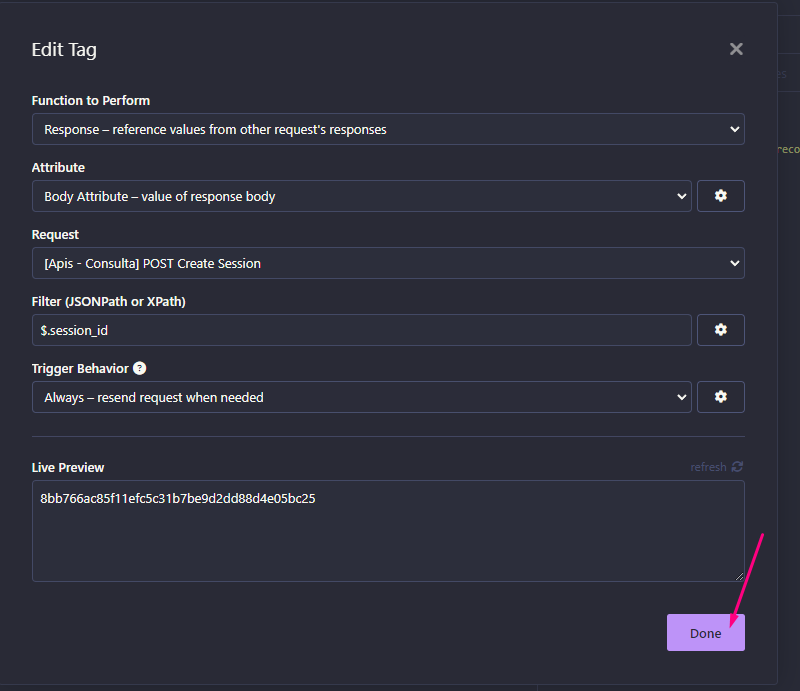 Edit Tag
Function to Perform
Response – reference values from other request's responses
Attribute
Body Attribute – value of response body
Request
[Apis - Consulta] POST Create Session
reco
Filter (JSONPath or XPath)
$.session_id
Trigger Behavior ?
Always – resend request when needed
Live Preview
refresh
8bb766ac85f11efc5c31b7be9d2dd88d4e05bc25
Done